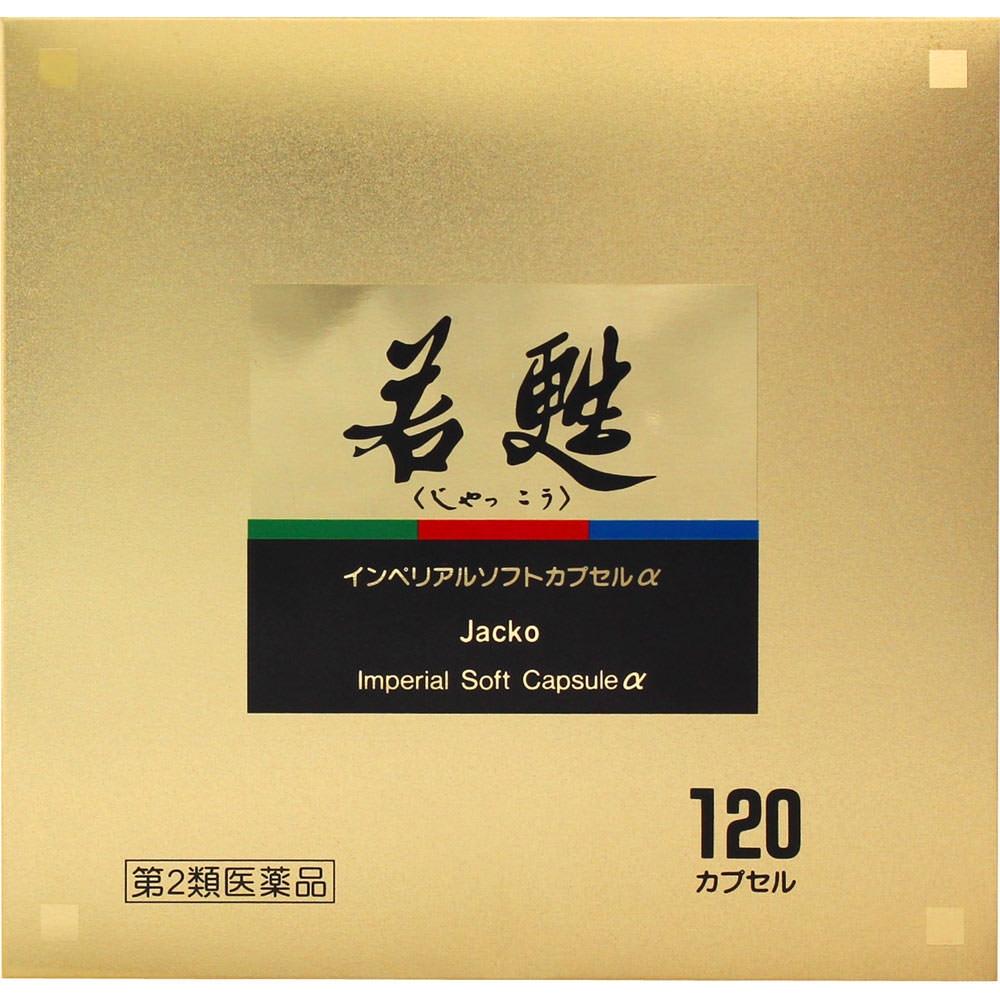 若甦
〈じゃっこう〉
インペリアルソフトカプセルα
Jacko
Imperial Soft Capsule α
120
カプセル
第2類医薬品